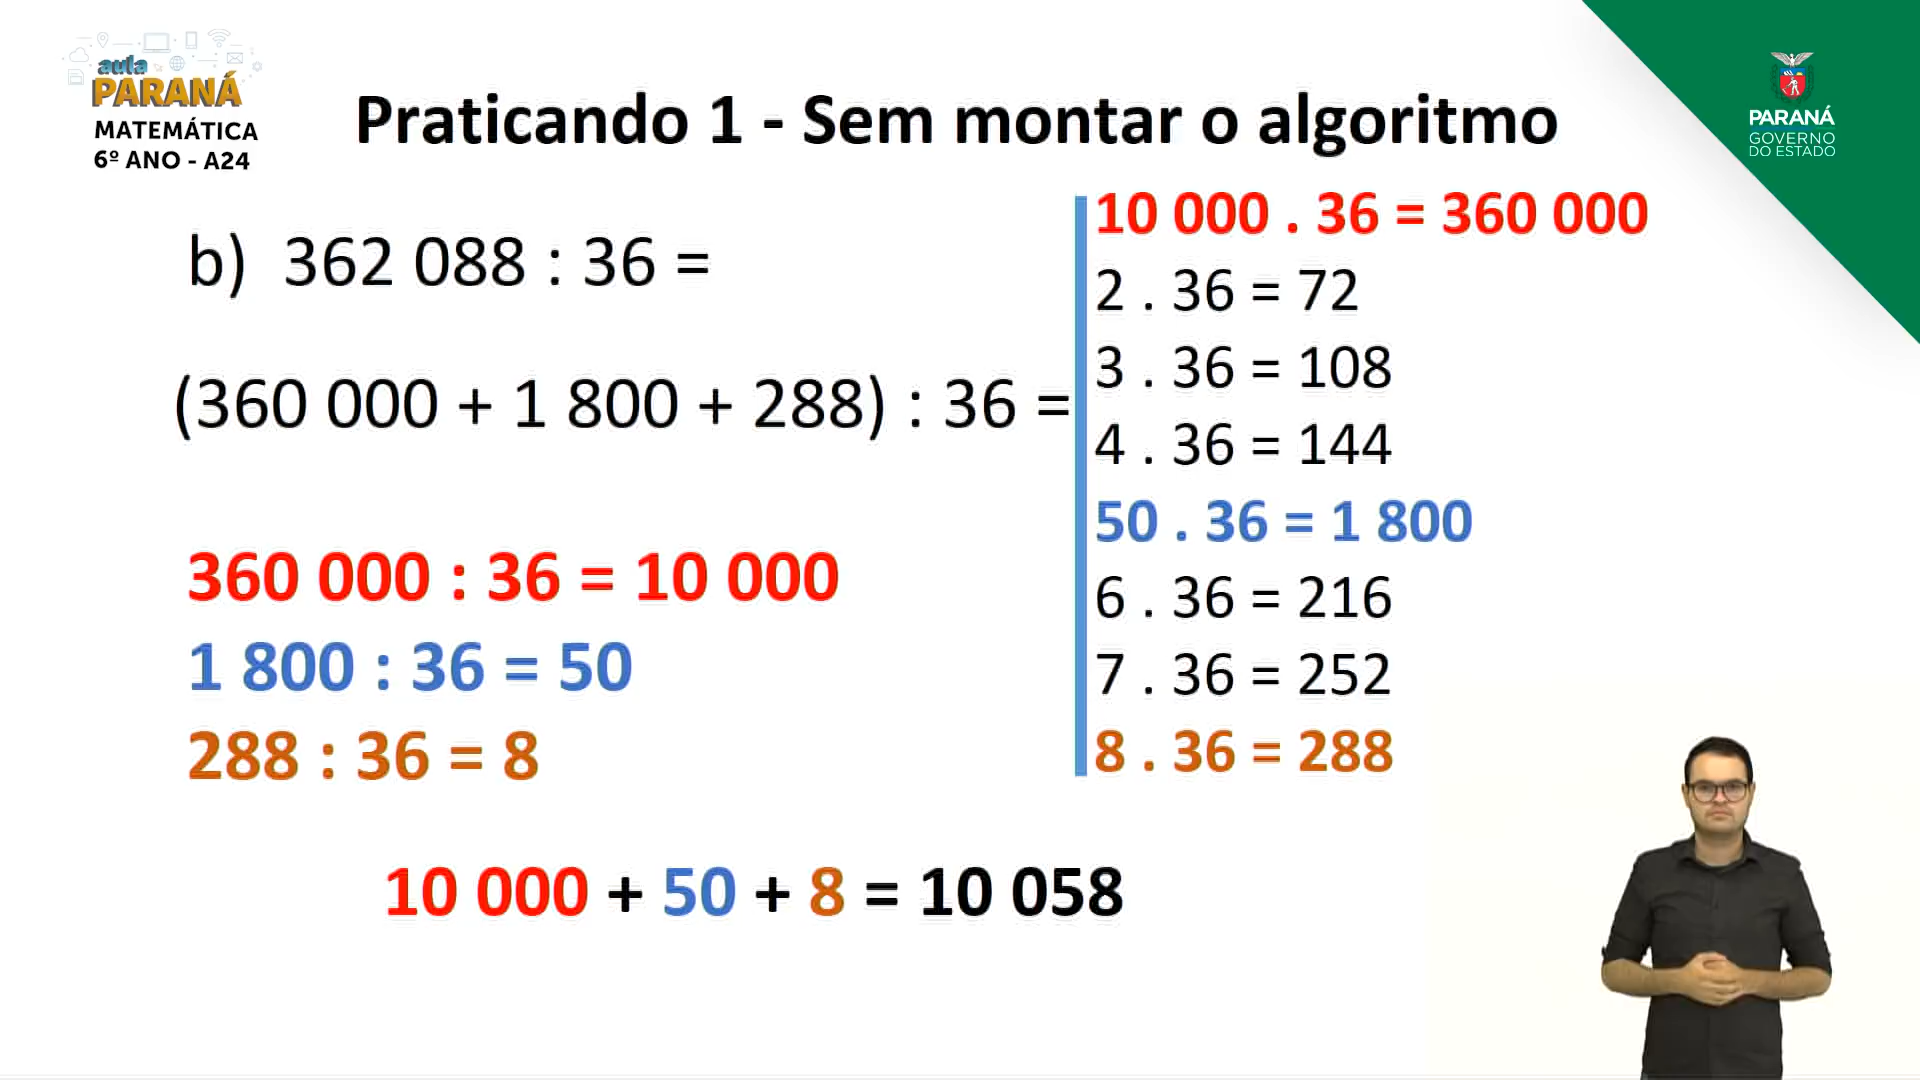 aula
PARANÁ
MATEMÁTICA
6º ANO - A24
Praticando 1 - Sem montar o algoritmo
PARANÁ
GOVERNO
DO ESTADO
b) 362 088 : 36 =
(360 000 + 1 800 + 288) : 36 =
360 000 : 36 = 10 000
1 800 : 36 = 50
288 : 36 = 8
10 000 . 36 = 360 000
2 . 36 = 72
3 . 36 = 108
4 . 36 = 144
50 . 36 = 1 800
6 . 36 = 216
7 . 36 = 252
8 . 36 = 288
10 000 + 50 + 8 = 10 058